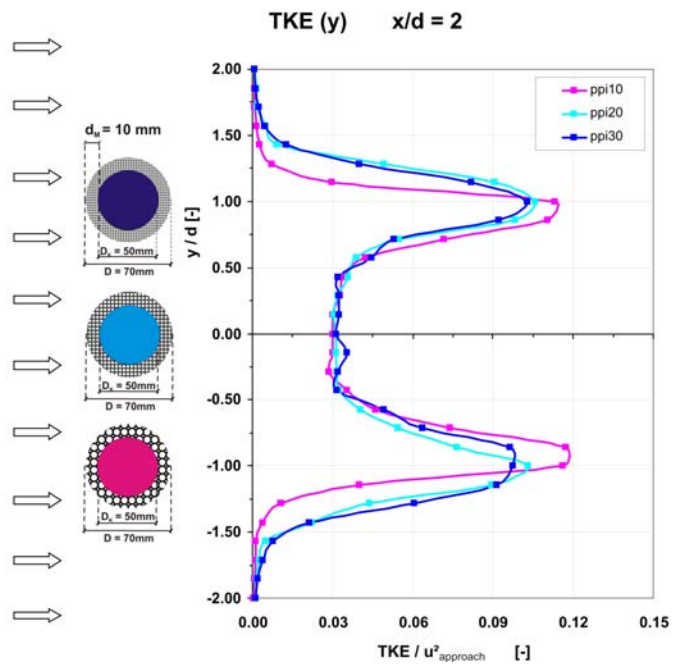 TKE (y) x/d = 2
d_M = 10 mm
D_K = 50mm
D = 70mm
D_K = 50mm
D = 70mm
D_K = 50mm
D = 70mm
y / d [-]
2.00
1.50
1.00
0.50
0.00
-0.50
-1.00
-1.50
-2.00
ppi10
ppi20
ppi30
0.00 0.03 0.06 0.09 0.12 0.15
TKE / u²approach [-]